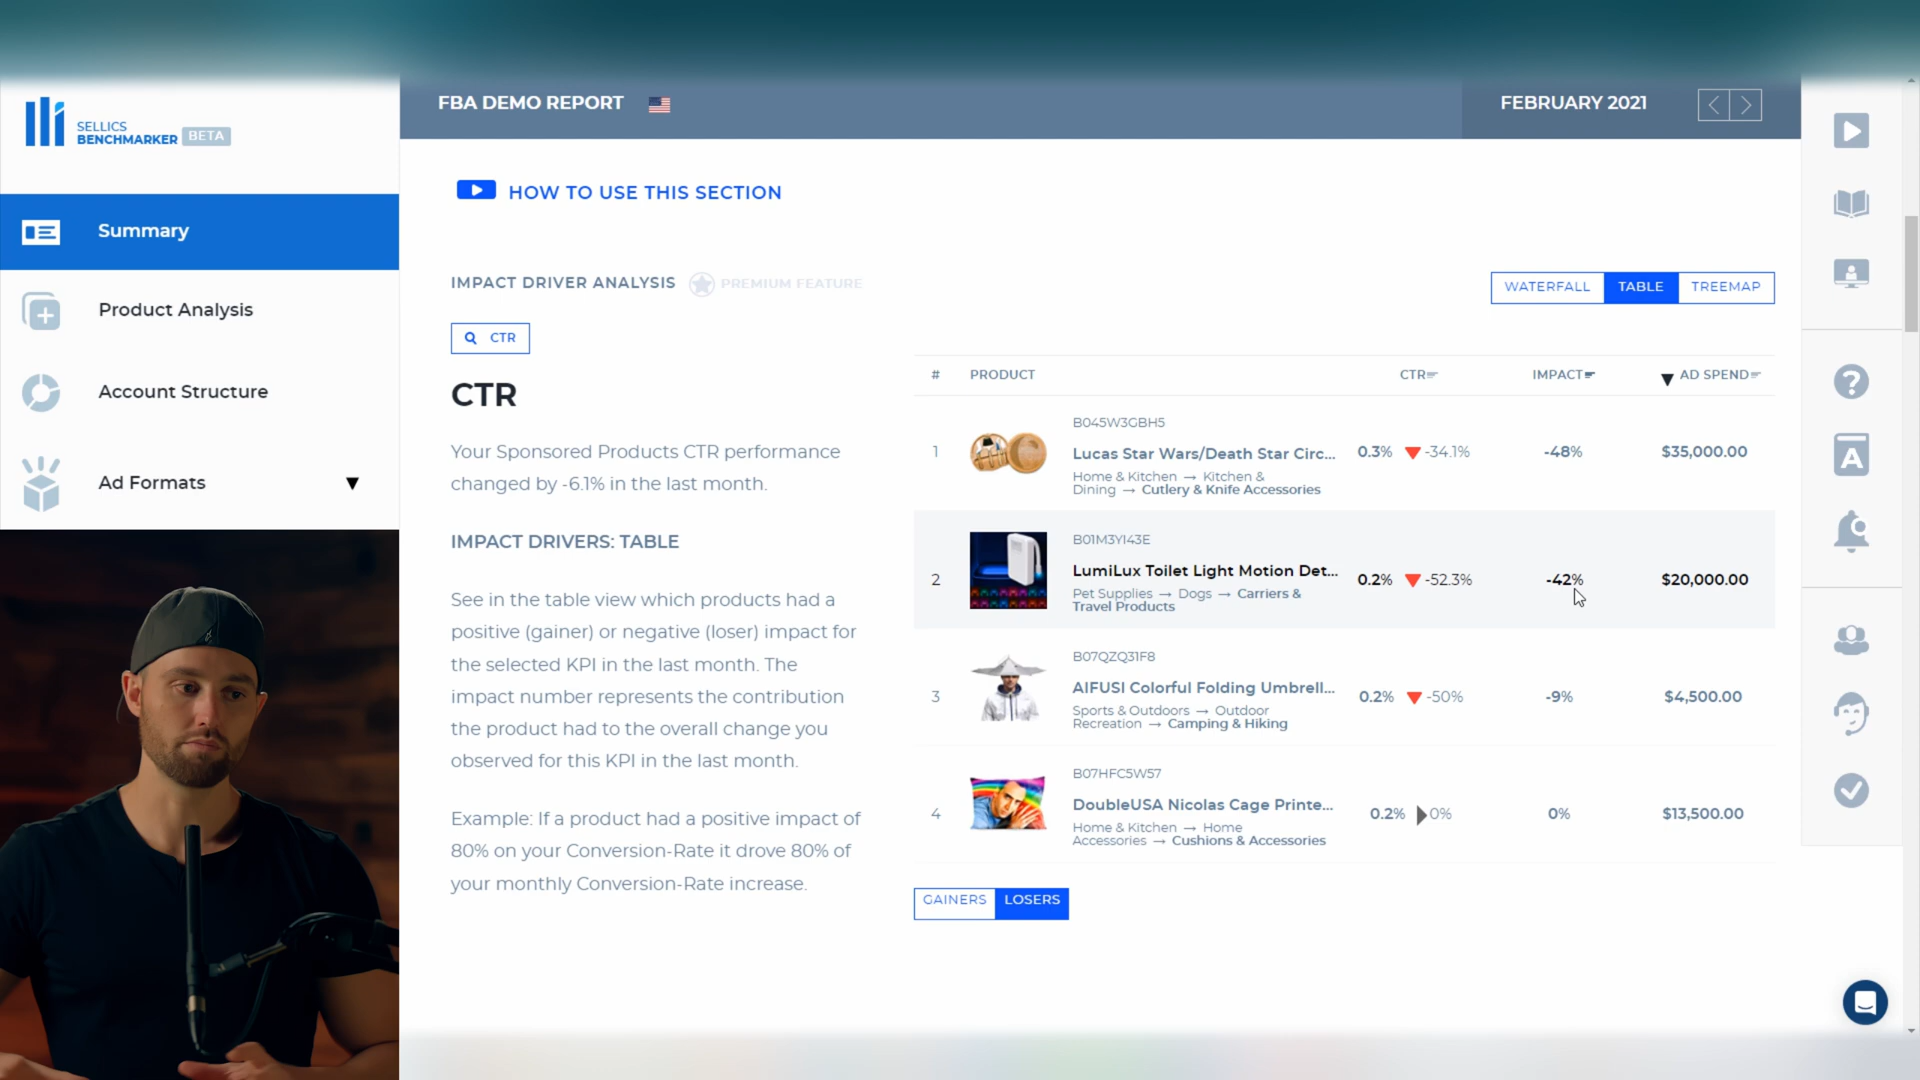 SELLICS
BENCHMARKER BETA
FBA DEMO REPORT
FEBRUARY 2021
Summary
Product Analysis
Account Structure
Ad Formats
HOW TO USE THIS SECTION
IMPACT DRIVER ANALYSIS PREMIUM FEATURE
WATERFALL TABLE TREEMAP
CTR
CTR
Your Sponsored Products CTR performance
changed by -6.1% in the last month.
IMPACT DRIVERS: TABLE
See in the table view which products had a
positive (gainer) or negative (loser) impact for
the selected KPI in the last month. The
impact number represents the contribution
the product had to the overall change you
observed for this KPI in the last month.
Example: If a product had a positive impact of
80% on your Conversion-Rate it drove 80% of
your monthly Conversion-Rate increase.
# PRODUCT CTR IMPACT AD SPEND
B045W3GBH5
1 Lucas Star Wars/Death Star Circ... 0.3% -34.1% -48% $35,000.00
Home & Kitchen → Kitchen &
Dining → Cutlery & Knife Accessories
B01M3YI43E
2 LumiLux Toilet Light Motion Det... 0.2% -52.3% -42% $20,000.00
Pet Supplies → Dogs → Carriers &
Travel Products
B07QZQ31F8
3 AIFUSI Colorful Folding Umbrell... 0.2% -50% -9% $4,500.00
Sports & Outdoors → Outdoor
Recreation → Camping & Hiking
B07HFC5W57
4 DoubleUSA Nicolas Cage Printe... 0.2% 0% 0% $13,500.00
Home & Kitchen → Home
Accessories → Cushions & Accessories
GAINERS LOSERS